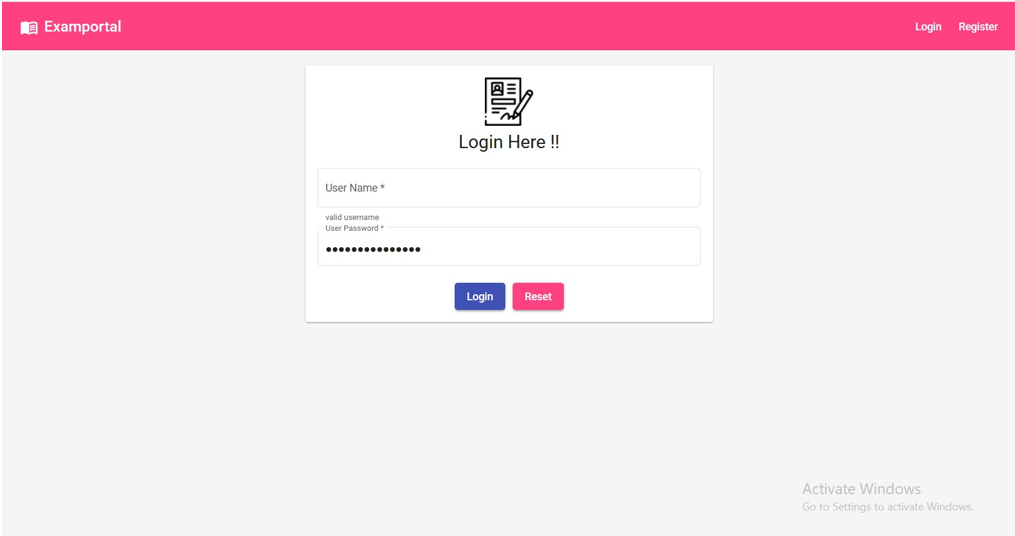 Examportal
Login
Register
Login Here !!
User Name *
valid username
User Password *
•••••••••••••••
Login
Reset
Activate Windows
Go to Settings to activate Windows.